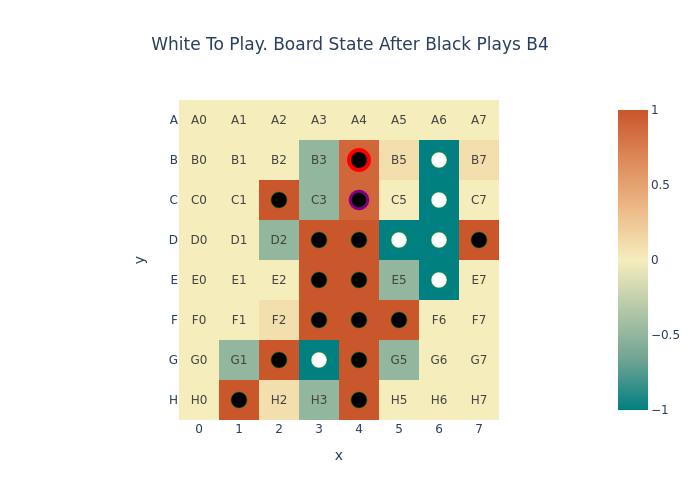 White To Play. Board State After Black Plays B4
A A0 A1 A2 A3 A4 A5 A6 A7
B B0 B1 B2 B3 B5 B7
C C0 C1 C3 C5 C7
D D0 D1 D2
E E0 E1 E2 E5 E7
F F0 F1 F2 F6 F7
G G0 G1 G5 G6 G7
H H0 H2 H3 H5 H6 H7
0 1 2 3 4 5 6 7
x
y
1
0.5
0
−0.5
−1